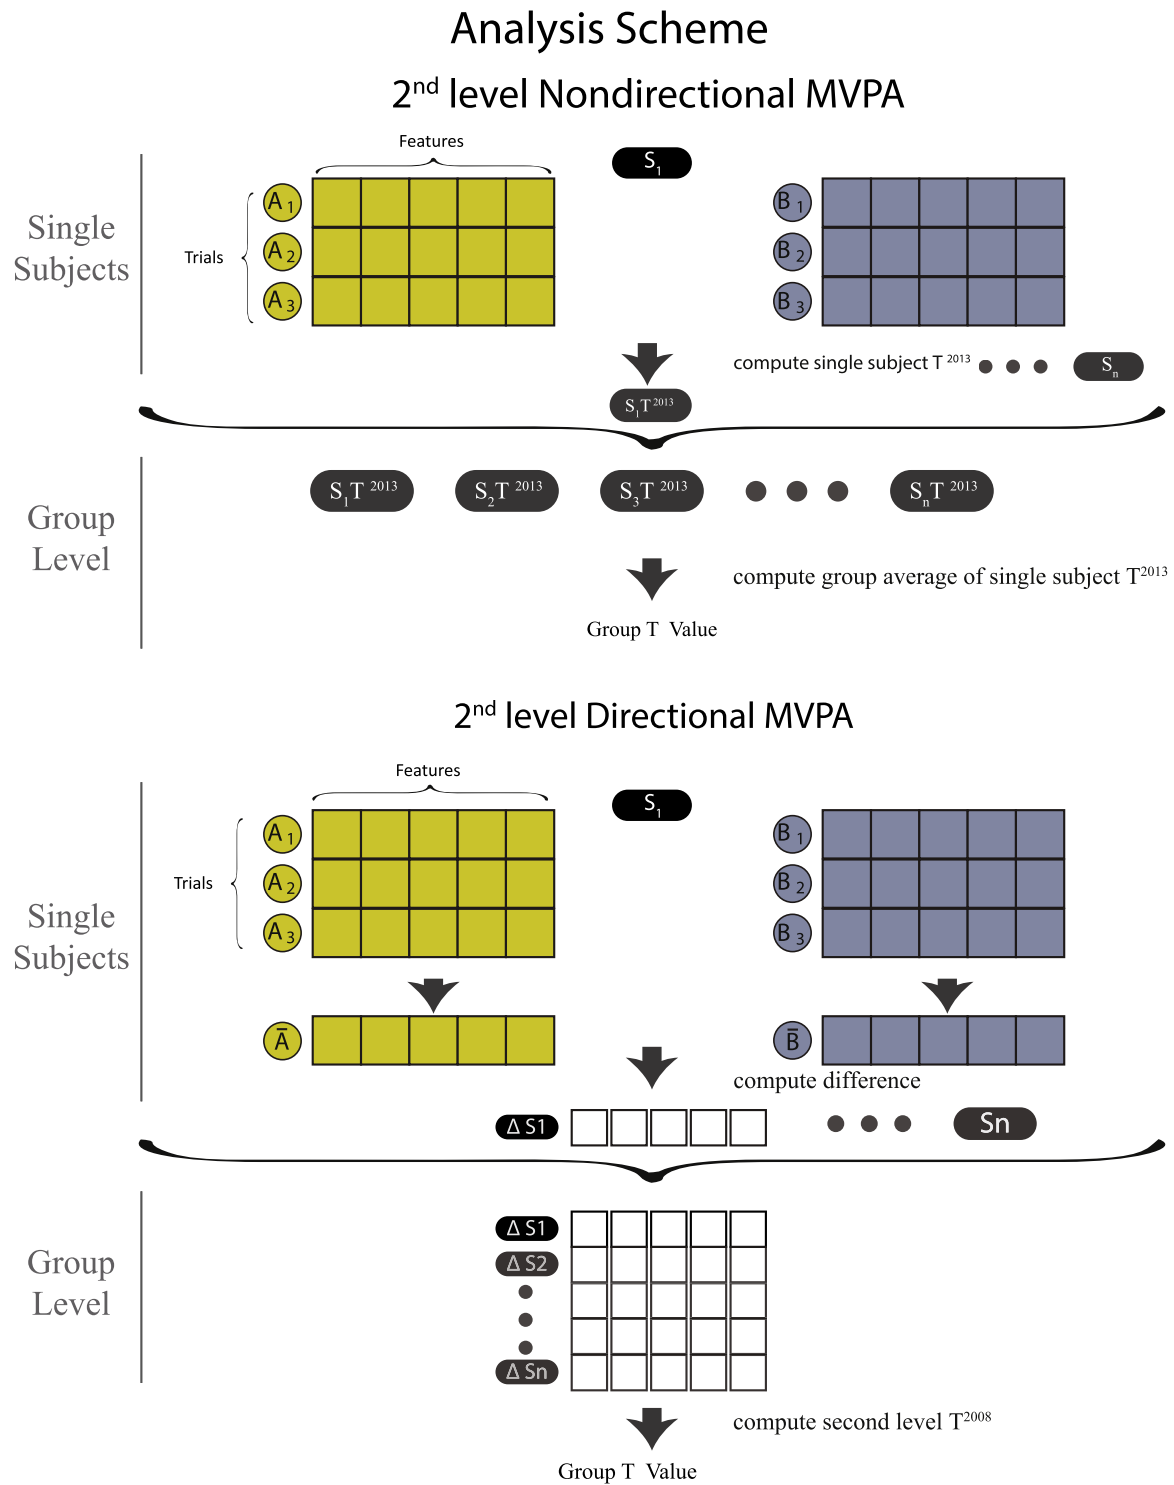 Analysis Scheme
2nd level Nondirectional MVPA
Features
S1
Single
Subjects
Trials
A1
A2
A3
B1
B2
B3
compute single subject T 2013
Sn
S1T 2013
Group
Level
S1T 2013
S2T 2013
S3T 2013
SnT 2013
compute group average of single subject T2013
Group T Value
2nd level Directional MVPA
Features
S1
Single
Subjects
Trials
A1
A2
A3
B1
B2
B3
Ā
B̄
compute difference
Δ S1
Sn
Group
Level
Δ S1
Δ S2
Δ Sn
compute second level T2008
Group T Value